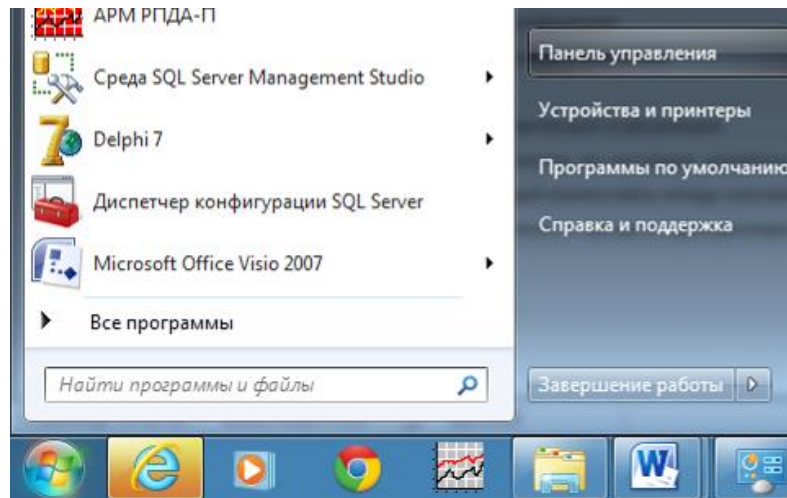 АРМ РПДА-П
Среда SQL Server Management Studio
Delphi 7
Диспетчер конфигурации SQL Server
Microsoft Office Visio 2007
Все программы
Найти программы и файлы
Панель управления
Устройства и принтеры
Программы по умолчанию
Справка и поддержка
Завершение работы